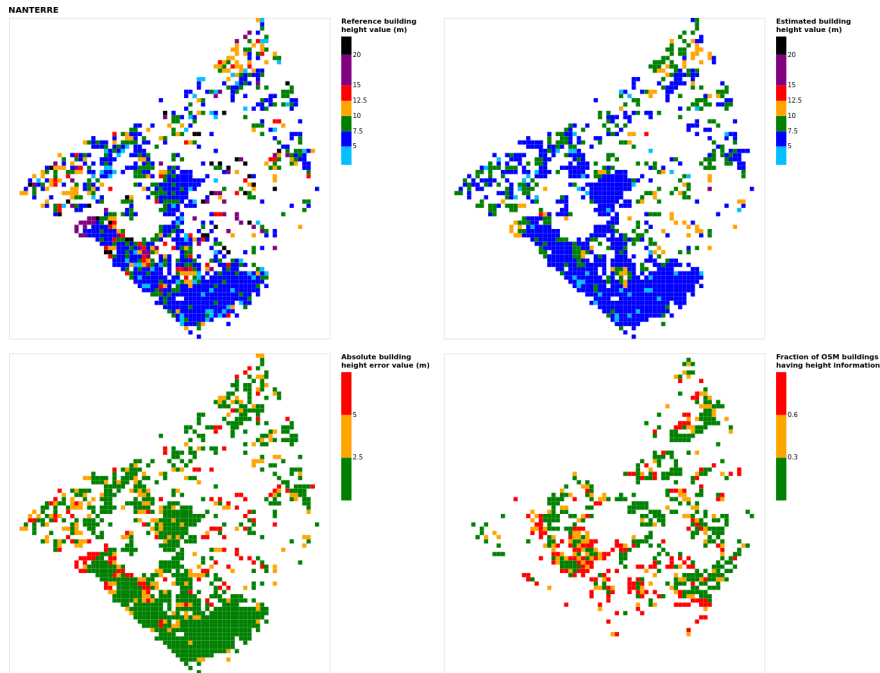 NANTERRE
Reference building
height value (m)
20
15
12.5
10
7.5
5
Estimated building
height value (m)
20
15
12.5
10
7.5
5
Absolute building
height error value (m)
5
2.5
Fraction of OSM buildings
having height information
0.6
0.3